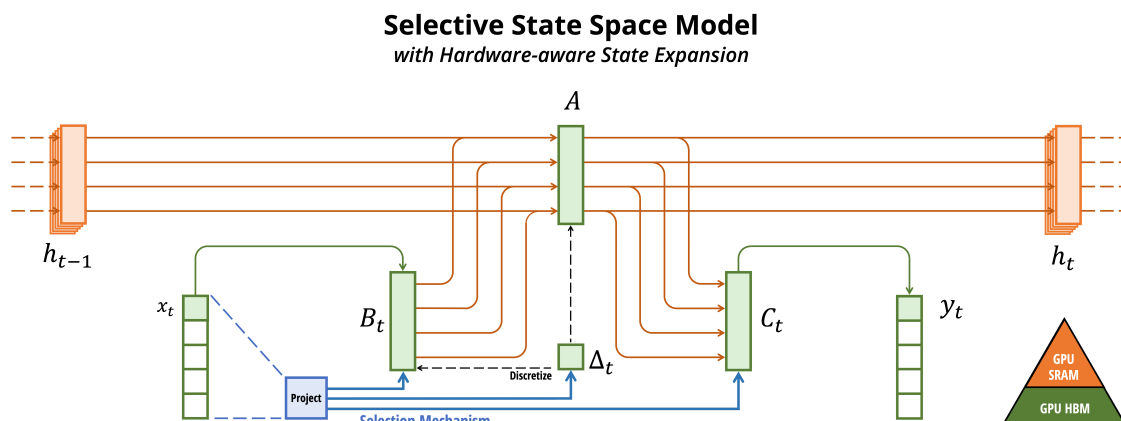 Selective State Space Model
with Hardware-aware State Expansion
A
h_{t-1}
h_t
x_t
B_t
C_t
y_t
Δ_t
GPU
SRAM
Discretize
Project
GPU HBM
Selection Mechanism